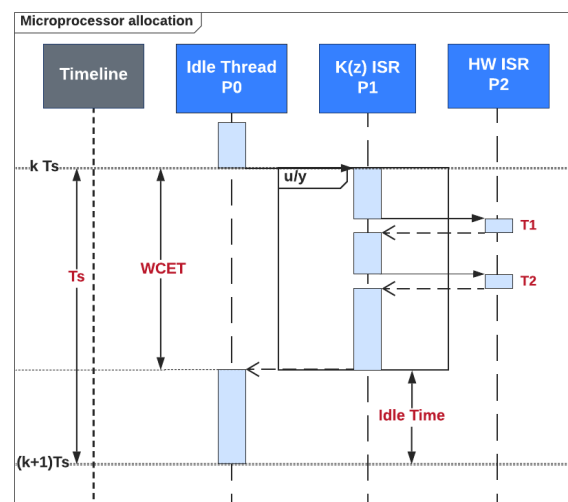 Microprocessor allocation
Timeline
Idle Thread
P0
K(z) ISR
P1
HW ISR
P2
k Ts
u/y
T1
WCET
Ts
T2
Idle Time
(k+1)Ts